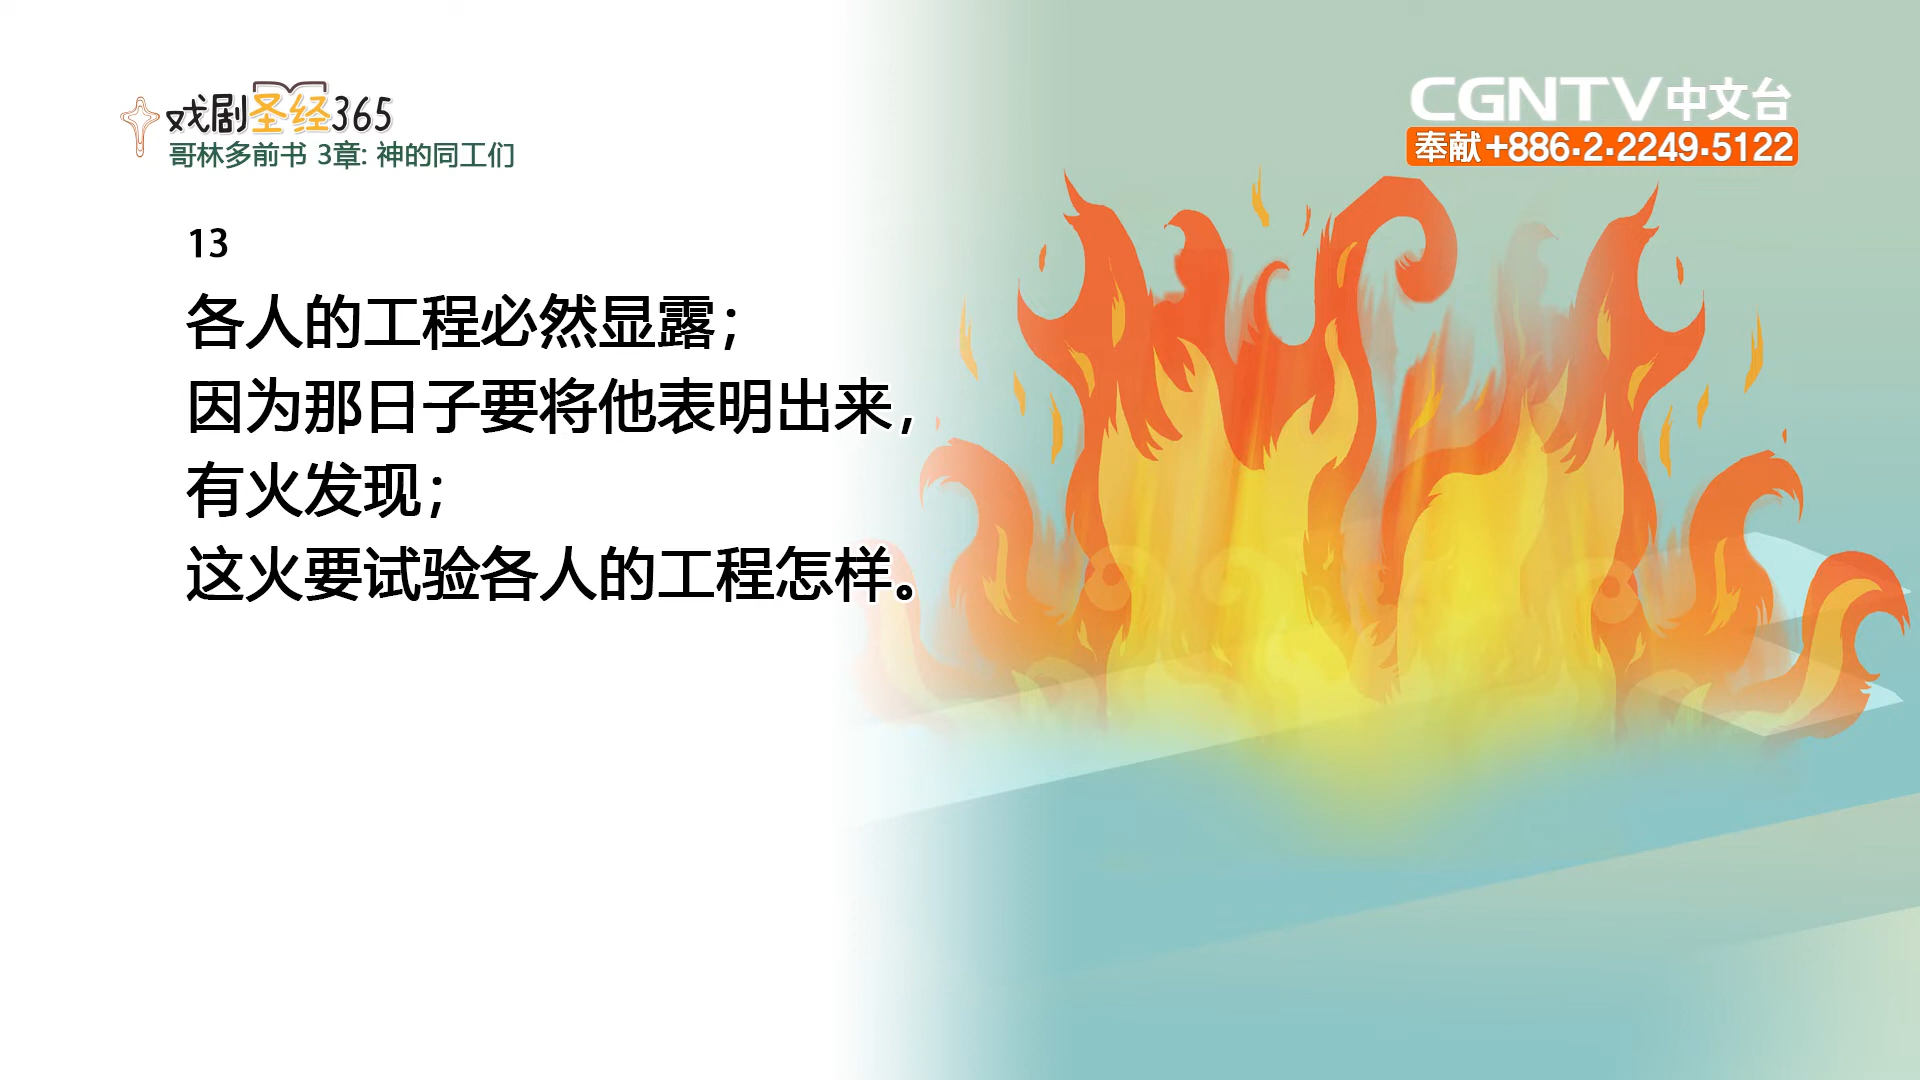 戏剧圣经365
哥林多前书 3章: 神的同工们
CGNTV中文台
奉献+886·2·2249·5122
13
各人的工程必然显露；
因为那日子要将他表明出来，
有火发现；
这火要试验各人的工程怎样。